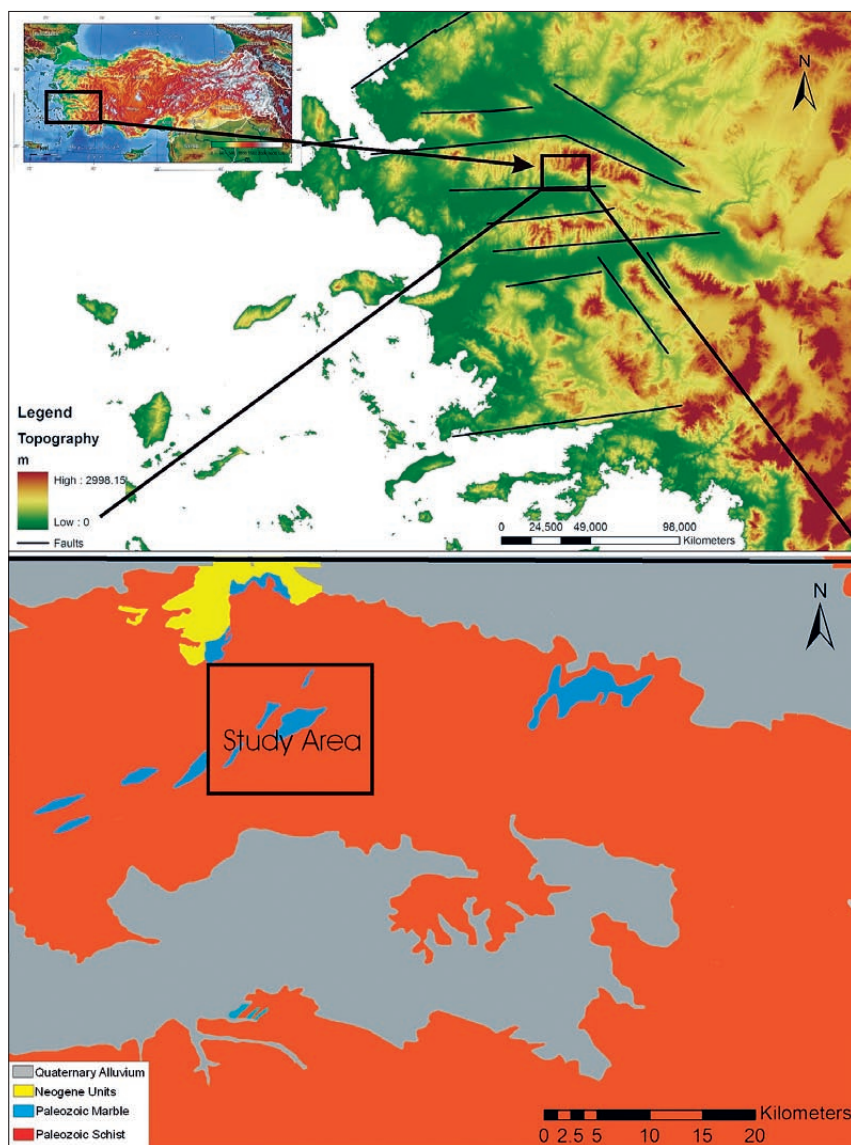 N
Legend
Topography
m
High : 2998.15
Low : 0
Faults
0 24,500 49,000 98,000
Kilometers
N
Study Area
Quaternary Alluvium
Neogene Units
Paleozoic Marble
Paleozoic Schist
Kilometers
0 2.5 5 10 15 20